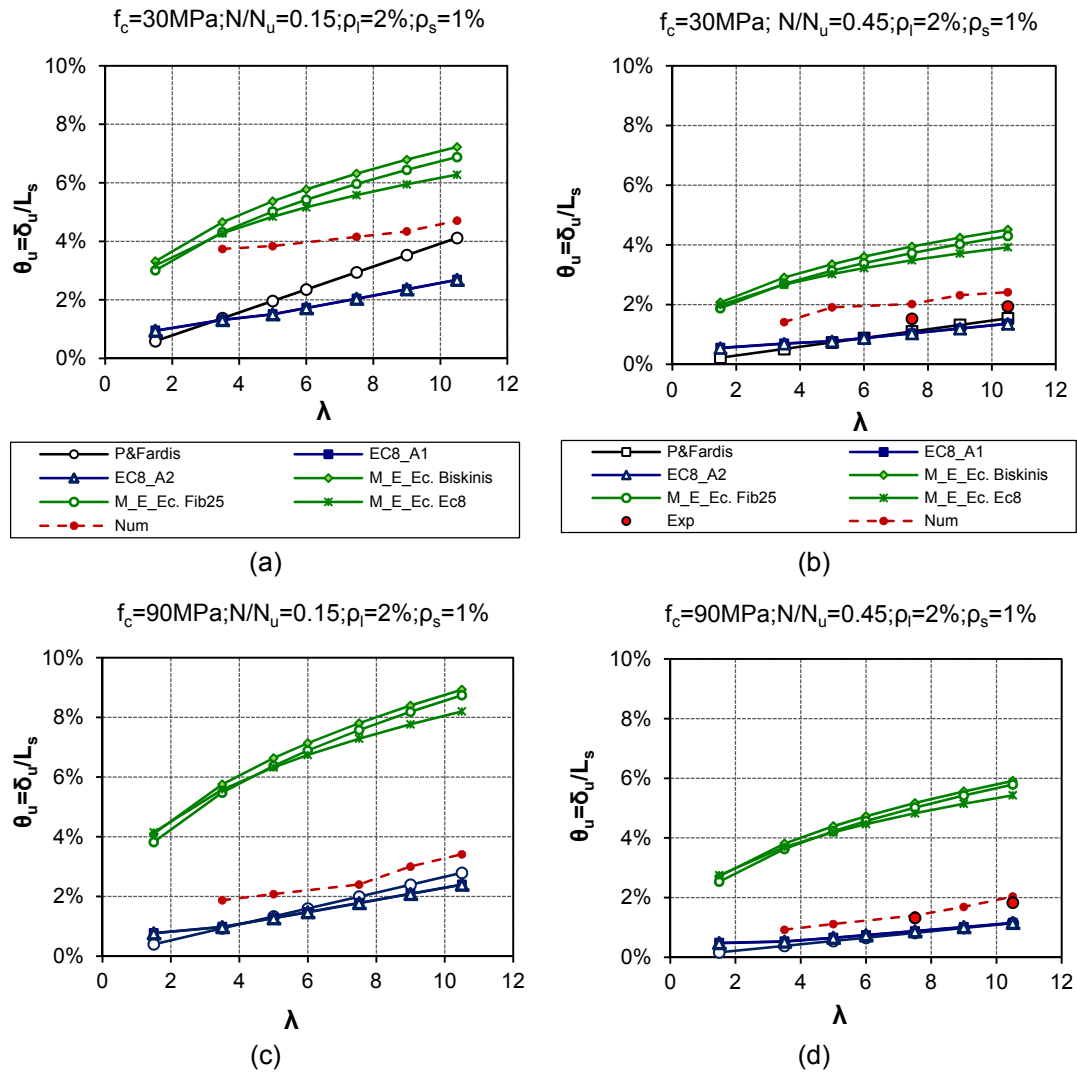 f_c=30MPa;N/N_u=0.15;ρ_l=2%;ρ_s=1%
10%
8%
6%
4%
2%
0%
0 2 4 6 8 10 12
θ_u=δ_u/L_s
λ
P&Fardis EC8_A1
EC8_A2 M_E_Ec. Biskinis
M_E_Ec. Fib25 M_E_Ec. Ec8
Num
(a)
f_c=30MPa; N/N_u=0.45;ρ_l=2%;ρ_s=1%
10%
8%
6%
4%
2%
0%
0 2 4 6 8 10 12
θ_u=δ_u/L_s
λ
P&Fardis EC8_A1
EC8_A2 M_E_Ec. Biskinis
M_E_Ec. Fib25 M_E_Ec. Ec8
Exp Num
(b)
f_c=90MPa;N/N_u=0.15;ρ_l=2%;ρ_s=1%
10%
8%
6%
4%
2%
0%
0 2 4 6 8 10 12
θ_u=δ_u/L_s
λ
(c)
f_c=90MPa;N/N_u=0.45;ρ_l=2%;ρ_s=1%
10%
8%
6%
4%
2%
0%
0 2 4 6 8 10 12
θ_u=δ_u/L_s
λ
(d)